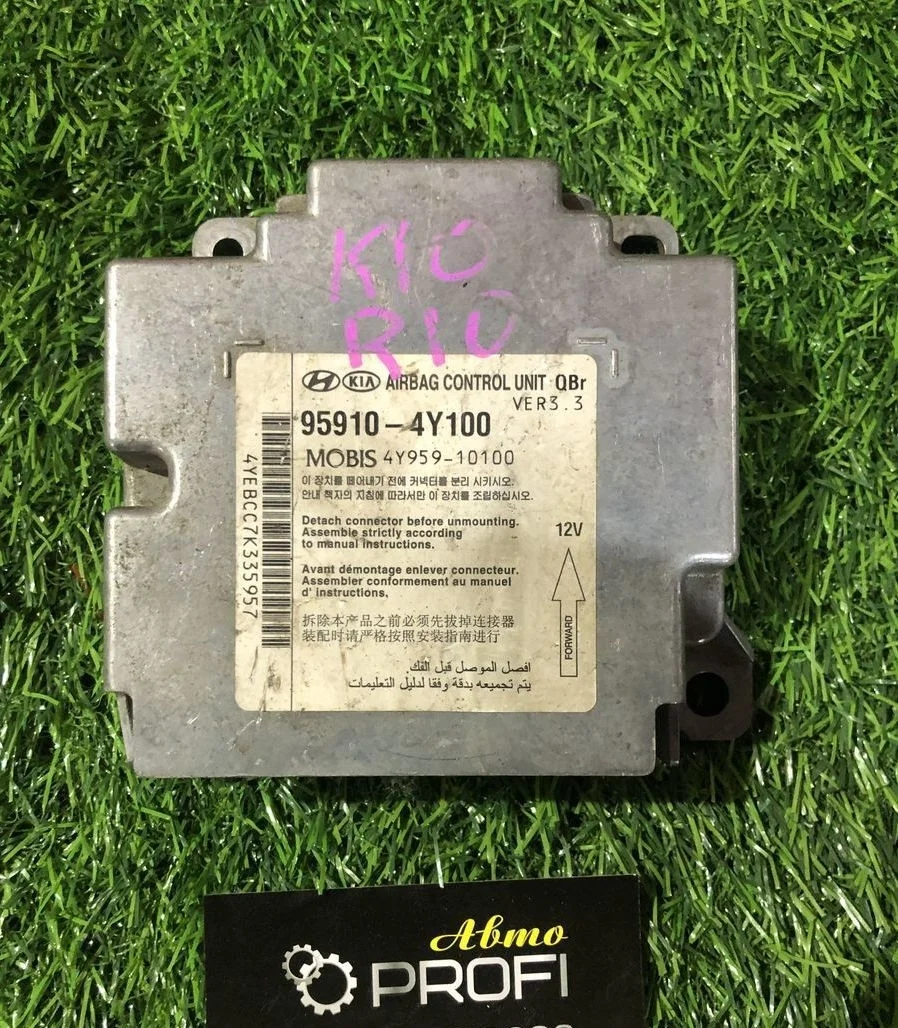 KIO
RIO
KIA AIRBAG CONTROL UNIT QBr
VER3.3
95910-4Y100
MOBIS 4Y959-10100
이 장치를 떼어내기 전에 커넥터를 분리 시키시오.
안내 책자의 지침에 따라서만 이 장치를 조립하십시오.
Detach connector before unmounting.
Assemble strictly according
to manual instructions.
12V
Avant démontage enlever connecteur.
Assembler conformement au manuel
d' instructions.
FORWARD
拆除本产品之前必须先拔掉连接器
装配时请严格按照安装指南进行
افصل الموصل قبل الفك.
يتم تجميعه بدقة وفقا لدليل التعليمات
4YEBCC7K335957
Авто
PROFI